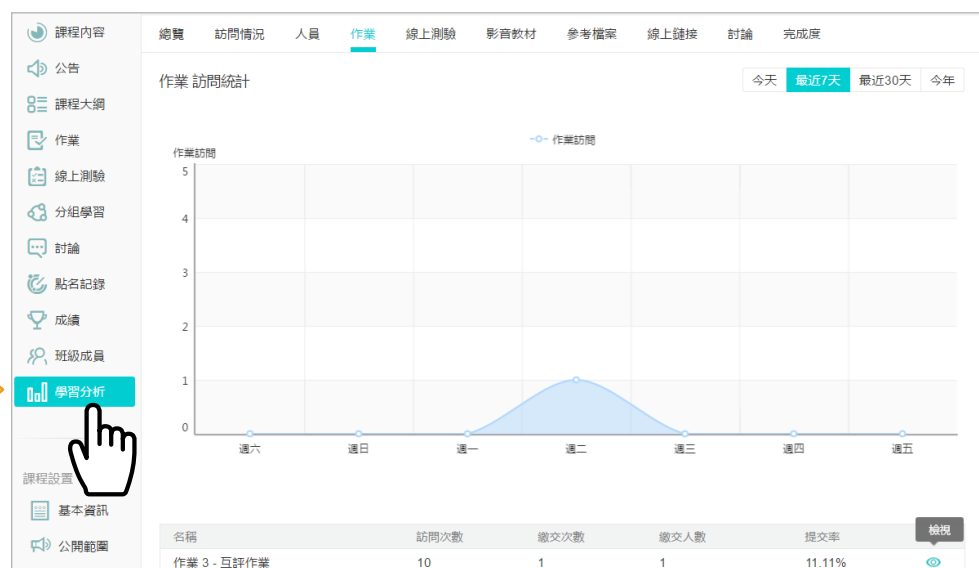 課程內容
公告
課程大綱
作業
線上測驗
分組學習
討論
點名記錄
成績
班級成員
學習分析
課程設置
基本資訊
公開範圍
總覽 訪問情況 人員 作業 線上測驗 影音教材 參考檔案 線上鏈接 討論 完成度
作業 訪問統計
今天 最近7天 最近30天 今年
作業訪問
作業訪問
5
4
3
2
1
0
週六 週日 週一 週二 週三 週四 週五
檢視
名稱 訪問次數 繳交次數 繳交人數 提交率
作業 3 - 互評作業 10 1 1 11.11%